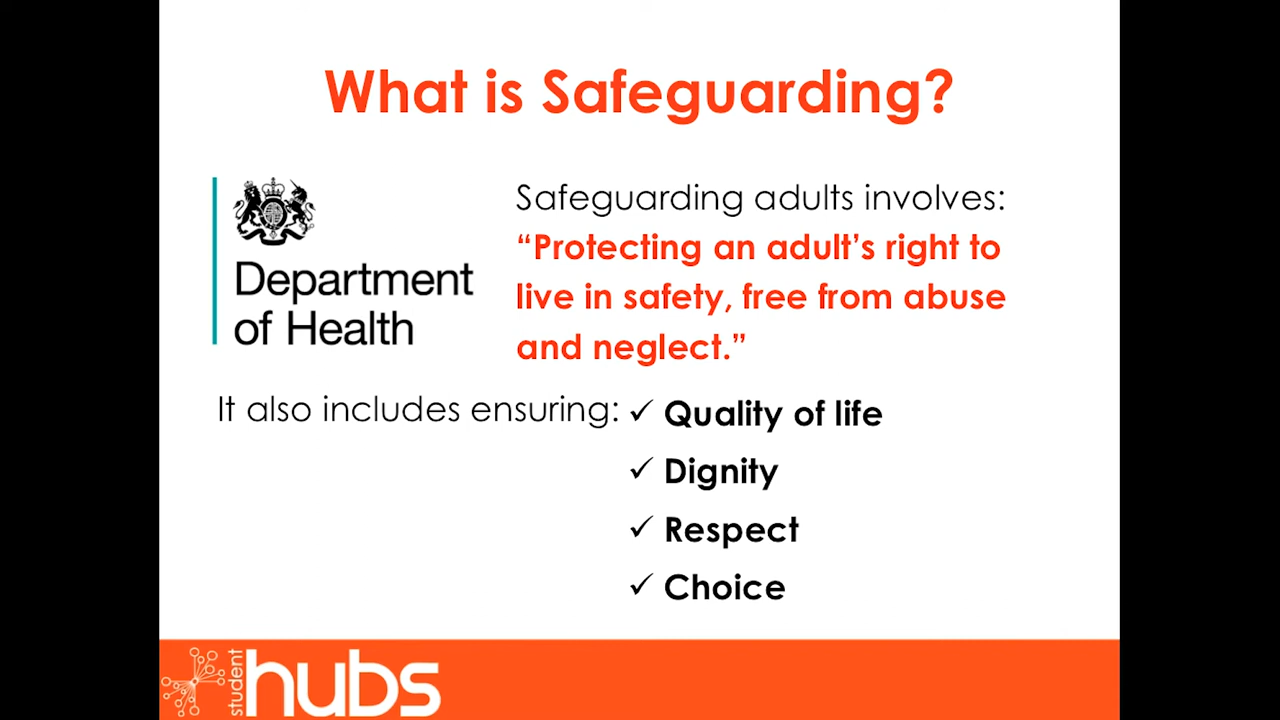 What is Safeguarding?
Department
of Health
Safeguarding adults involves:
“Protecting an adult’s right to
live in safety, free from abuse
and neglect.”
It also includes ensuring:
✓ Quality of life
✓ Dignity
✓ Respect
✓ Choice
student hubs